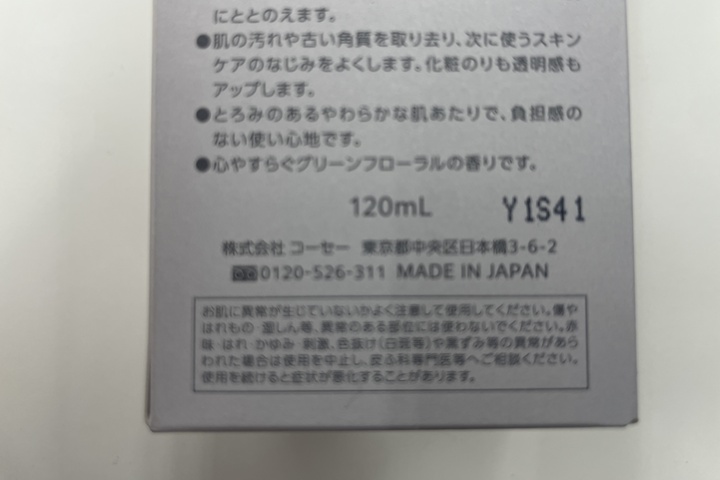 にととのえます。
●肌の汚れや古い角質を取り去り、次に使うスキン
ケアのなじみをよくします。化粧のりも透明感も
アップします。
●とろみのあるやわらかな肌あたりで、負担感の
ない使い心地です。
●心やすらぐグリーンフローラルの香りです。
120mL Y1S41
株式会社 コーセー 東京都中央区日本橋3-6-2
0120-526-311 MADE IN JAPAN
お肌に異常が生じていないかよく注意して使用してください。傷や
はれもの・湿しん等、異常のある部位には使わないでください。赤
味・はれ・かゆみ・刺激、色抜け(白斑等)や黒ずみ等の異常があら
われた場合は使用を中止し、皮ふ科専門医等へご相談ください。
使用を続けると症状が悪化することがあります。